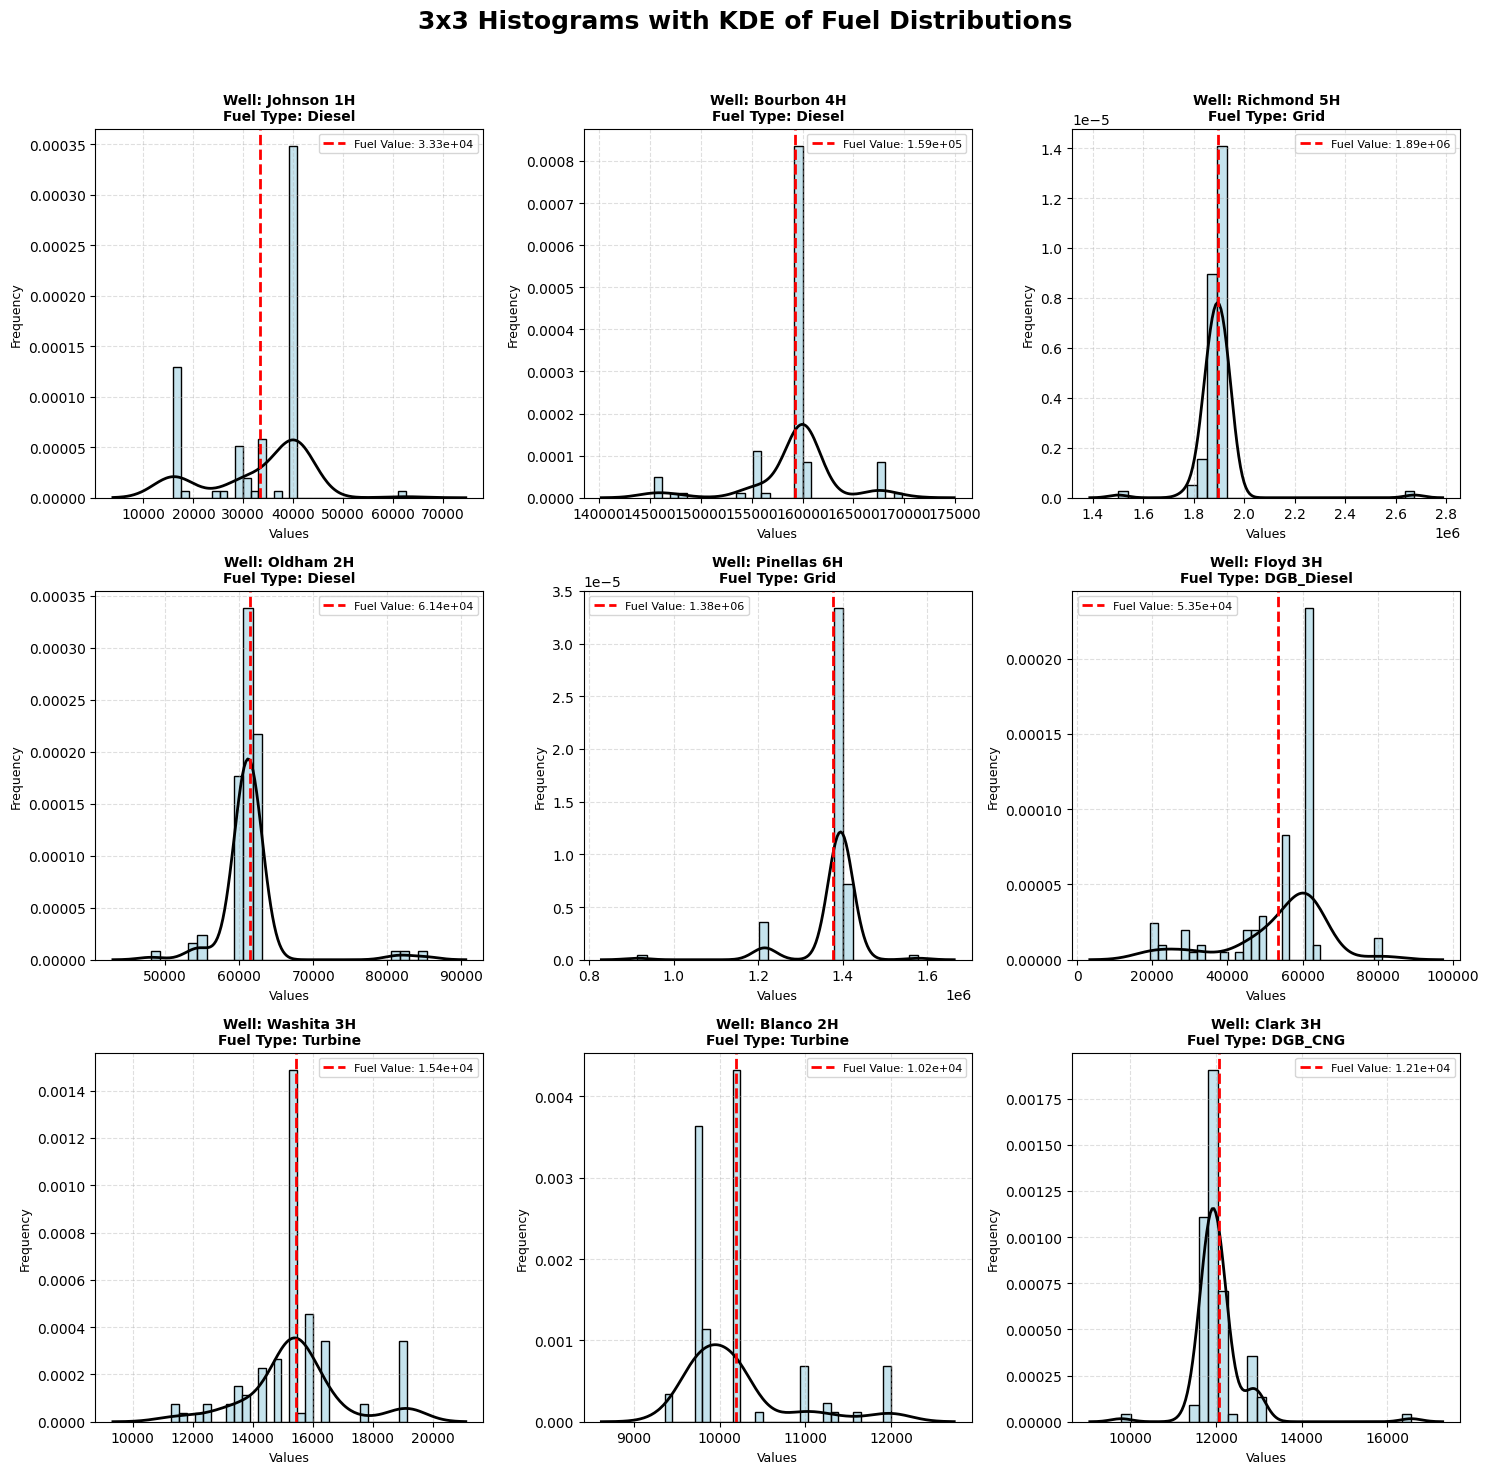 3x3 Histograms with KDE of Fuel Distributions
Well: Johnson 1H
Fuel Type: Diesel
Fuel Value: 3.33e+04
0.00035
0.00030
0.00025
0.00020
0.00015
0.00010
0.00005
0.00000
Frequency
10000 20000 30000 40000 50000 60000 70000
Values
Well: Bourbon 4H
Fuel Type: Diesel
Fuel Value: 1.59e+05
0.0008
0.0007
0.0006
0.0005
0.0004
0.0003
0.0002
0.0001
0.0000
Frequency
140000 145000 150000 155000 160000 165000 170000 175000
Values
Well: Richmond 5H
Fuel Type: Grid
1e−5
Fuel Value: 1.89e+06
1.4
1.2
1.0
0.8
0.6
0.4
0.2
0.0
Frequency
1.4 1.6 1.8 2.0 2.2 2.4 2.6 2.8
1e6
Values
Well: Oldham 2H
Fuel Type: Diesel
Fuel Value: 6.14e+04
0.00035
0.00030
0.00025
0.00020
0.00015
0.00010
0.00005
0.00000
Frequency
50000 60000 70000 80000 90000
Values
Well: Pinellas 6H
Fuel Type: Grid
1e−5
Fuel Value: 1.38e+06
3.5
3.0
2.5
2.0
1.5
1.0
0.5
0.0
Frequency
0.8 1.0 1.2 1.4 1.6
1e6
Values
Well: Floyd 3H
Fuel Type: DGB_Diesel
Fuel Value: 5.35e+04
0.00020
0.00015
0.00010
0.00005
0.00000
Frequency
0 20000 40000 60000 80000 100000
Values
Well: Washita 3H
Fuel Type: Turbine
Fuel Value: 1.54e+04
0.0014
0.0012
0.0010
0.0008
0.0006
0.0004
0.0002
0.0000
Frequency
10000 12000 14000 16000 18000 20000
Values
Well: Blanco 2H
Fuel Type: Turbine
Fuel Value: 1.02e+04
0.004
0.003
0.002
0.001
0.000
Frequency
9000 10000 11000 12000
Values
Well: Clark 3H
Fuel Type: DGB_CNG
Fuel Value: 1.21e+04
0.00175
0.00150
0.00125
0.00100
0.00075
0.00050
0.00025
0.00000
Frequency
10000 12000 14000 16000
Values